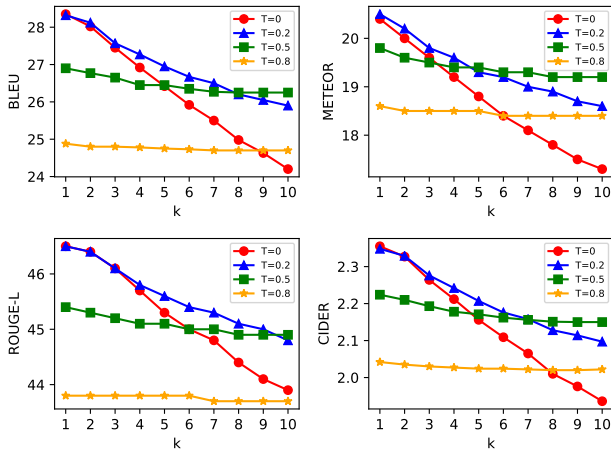 BLEU
28
27
26
25
24
1 2 3 4 5 6 7 8 9 10
k
T=0
T=0.2
T=0.5
T=0.8
METEOR
20
19
18
1 2 3 4 5 6 7 8 9 10
k
T=0
T=0.2
T=0.5
T=0.8
ROUGE-L
46
45
44
1 2 3 4 5 6 7 8 9 10
k
T=0
T=0.2
T=0.5
T=0.8
CIDER
2.3
2.2
2.1
2.0
1 2 3 4 5 6 7 8 9 10
k
T=0
T=0.2
T=0.5
T=0.8